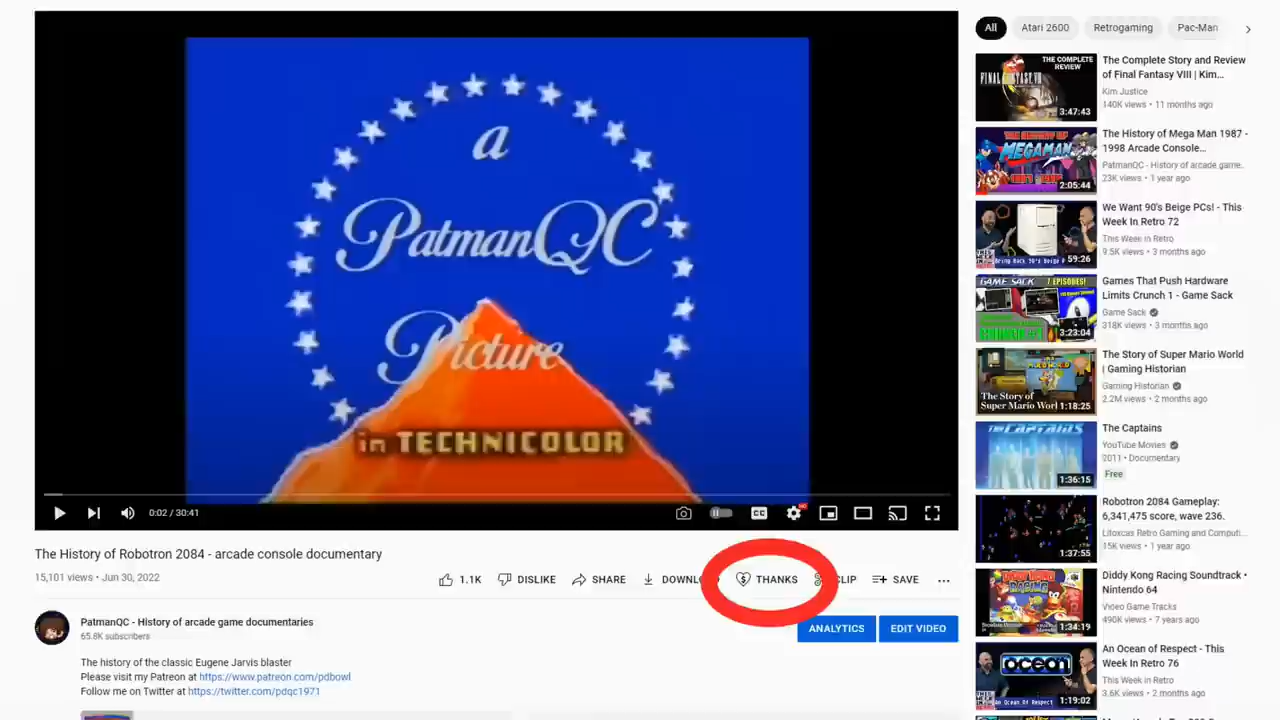 a
PatmanQC
Picture
in TECHNICOLOR
0:02 / 30:41
CC
HD
The History of Robotron 2084 - arcade console documentary
15,101 views • Jun 30, 2022
1.1K
DISLIKE
SHARE
THANKS
SAVE
PatmanQC - History of arcade game documentaries
65.8K subscribers
ANALYTICS
EDIT VIDEO
The history of the classic Eugene Jarvis blaster
Please visit my Patreon at https://www.patreon.com/pdbowl
Follow me on Twitter at https://twitter.com/pdqc1971
All
Atari 2600
Retrogaming
Pac-Man
THE COMPLETE
REVIEW
3:47:43
The Complete Story and Review
of Final Fantasy VIII | Kim...
Kim Justice
140K views • 11 months ago
MEGAMAN
2:05:44
The History of Mega Man 1987 -
1998 Arcade Console...
PatmanQC - History of arcade game..
23K views • 1 year ago
59:26
We Want 90's Beige PCs! - This
Week In Retro 72
This Week in Retro
9.5K views • 3 months ago
GAME SACK
7 EPISODES!
3:23:04
Games That Push Hardware
Limits Crunch 1 - Game Sack
Game Sack
318K views • 3 months ago
The Story of
Super Mario Worl
1:18:25
The Story of Super Mario World
| Gaming Historian
Gaming Historian
2.2M views • 2 months ago
THE CAPTAINS
1:36:15
The Captains
YouTube Movies
2011 • Documentary
Free
1:37:55
Robotron 2084 Gameplay:
6,341,475 score, wave 236.
Litoxcas Retro Gaming and Computi...
15K views • 1 year ago
1:34:19
Diddy Kong Racing Soundtrack •
Nintendo 64
Video Game Tracks
490K views • 7 years ago
ocean
An Ocean Of Respect
1:19:02
An Ocean of Respect - This
Week In Retro 76
This Week in Retro
3.6K views • 2 months ago